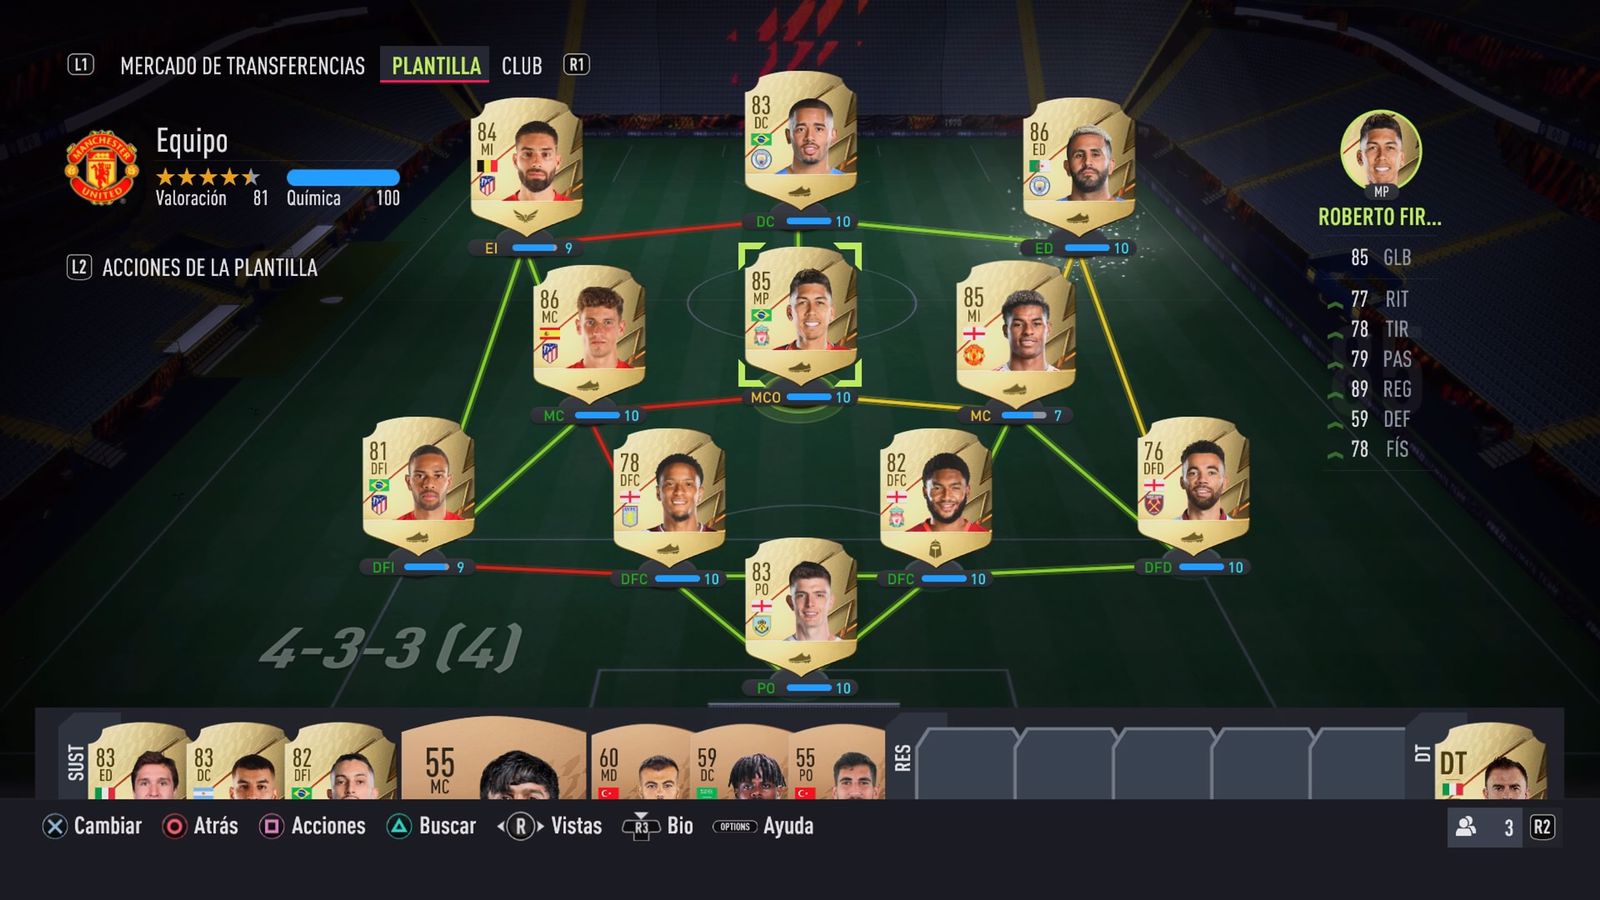 L1 MERCADO DE TRANSFERENCIAS PLANTILLA CLUB R1
MANCHESTER UNITED
Equipo
Valoración 81 Química 100
L2 ACCIONES DE LA PLANTILLA
84 MI
EI 9
83 DC
DC 10
86 ED
ED 10
86 MC
MC 10
85 MP
MCO 10
85 MI
MC 7
81 DFI
DFI 9
78 DFC
DFC 10
82 DFC
DFC 10
76 DFD
DFD 10
83 PO
PO 10
MP
ROBERTO FIR...
85 GLB
77 RIT
78 TIR
79 PAS
89 REG
59 DEF
78 FÍS
4-3-3 (4)
SUST
83 ED
83 DC
82 DFI
55 MC
60 MD
59 DC
55 PO
RES
DT
DT
Cambiar Atrás Acciones Buscar R Vistas R3 Bio OPTIONS Ayuda
3 R2